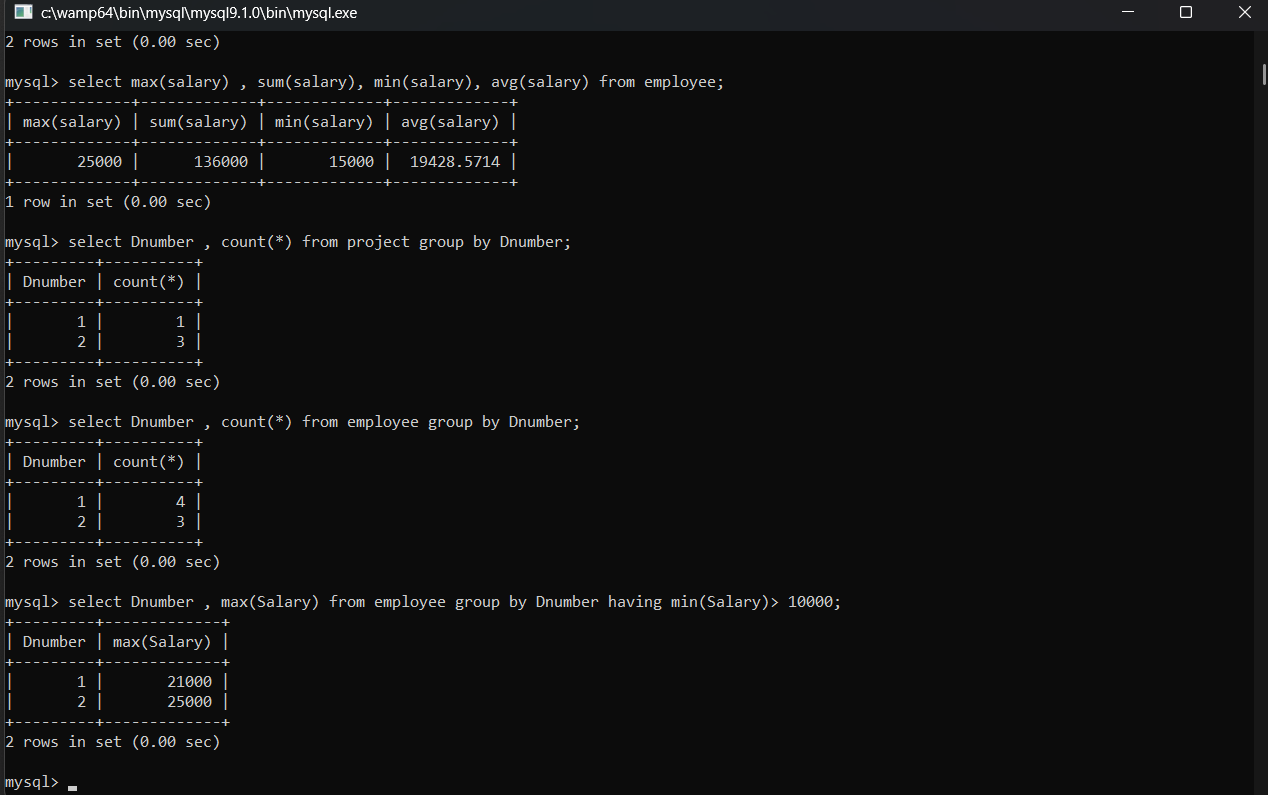 c:\wamp64\bin\mysql\mysql9.1.0\bin\mysql.exe
2 rows in set (0.00 sec)
mysql> select max(salary) , sum(salary), min(salary), avg(salary) from employee;
+-------------+-------------+-------------+-------------+
| max(salary) | sum(salary) | min(salary) | avg(salary) |
+-------------+-------------+-------------+-------------+
|       25000 |      136000 |       15000 |  19428.5714 |
+-------------+-------------+-------------+-------------+
1 row in set (0.00 sec)
mysql> select Dnumber , count(*) from project group by Dnumber;
+---------+----------+
| Dnumber | count(*) |
+---------+----------+
|       1 |        1 |
|       2 |        3 |
+---------+----------+
2 rows in set (0.00 sec)
mysql> select Dnumber , count(*) from employee group by Dnumber;
+---------+----------+
| Dnumber | count(*) |
+---------+----------+
|       1 |        4 |
|       2 |        3 |
+---------+----------+
2 rows in set (0.00 sec)
mysql> select Dnumber , max(Salary) from employee group by Dnumber having min(Salary)> 10000;
+---------+-------------+
| Dnumber | max(Salary) |
+---------+-------------+
|       1 |       21000 |
|       2 |       25000 |
+---------+-------------+
2 rows in set (0.00 sec)
mysql>